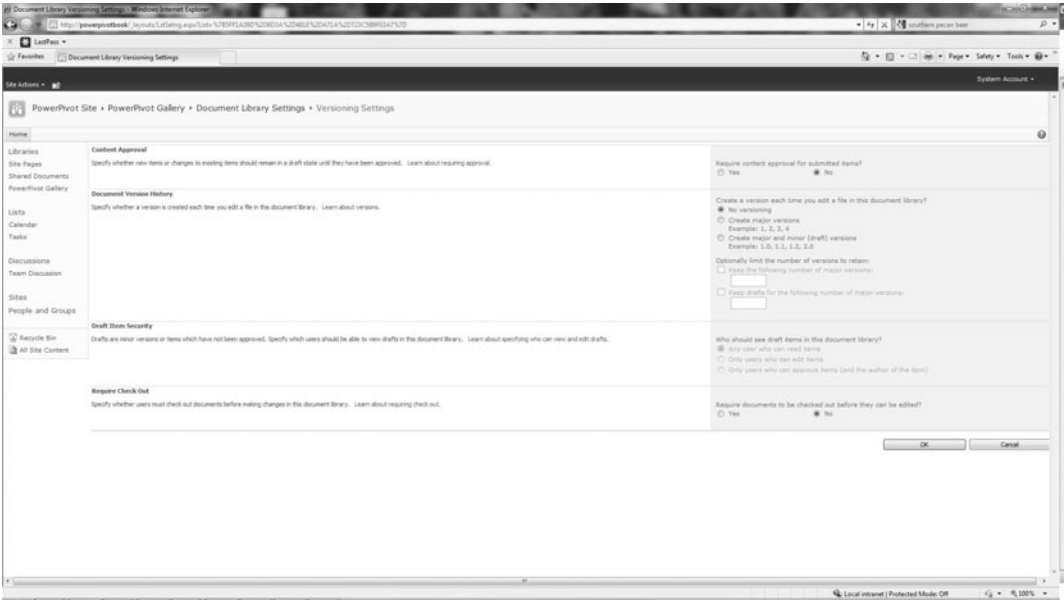 Document Library Versioning Settings - Windows Internet Explorer
southern pecan beer
LastPass
Favorites
Document Library Versioning Settings
Page Safety Tools
Site Actions
System Account
PowerPivot Site PowerPivot Gallery Document Library Settings Versioning Settings
Home
Libraries
Site Pages
Shared Documents
PowerPivot Gallery
Lists
Calendar
Tasks
Discussions
Team Discussion
Sites
People and Groups
Recycle Bin
All Site Content
Content Approval
Specify whether new items or changes to existing items should remain in a draft state until they have been approved. Learn about requiring approval.
Require content approval for submitted items?
Yes No
Document Version History
Specify whether a version is created each time you edit a file in this document library. Learn about versions.
Create a version each time you edit a file in this document library?
No versioning
Create major versions
Example: 1, 2, 3, 4
Create major and minor (draft) versions
Example: 1.0, 1.1, 1.2, 2.0
Optionally limit the number of versions to retain:
Keep the following number of major versions:
Keep drafts for the following number of major versions:
Draft Item Security
Drafts are minor versions or items which have not been approved. Specify which users should be able to view drafts in this document library. Learn about specifying who can view and edit drafts.
Who should see draft items in this document library?
Any user who can read items
Only users who can edit items
Only users who can approve items (and the author of the item)
Require Check Out
Specify whether users must check out documents before making changes in this document library. Learn about requiring check out.
Require documents to be checked out before they can be edited?
Yes No
OK Cancel
Local intranet | Protected Mode: Off
100%